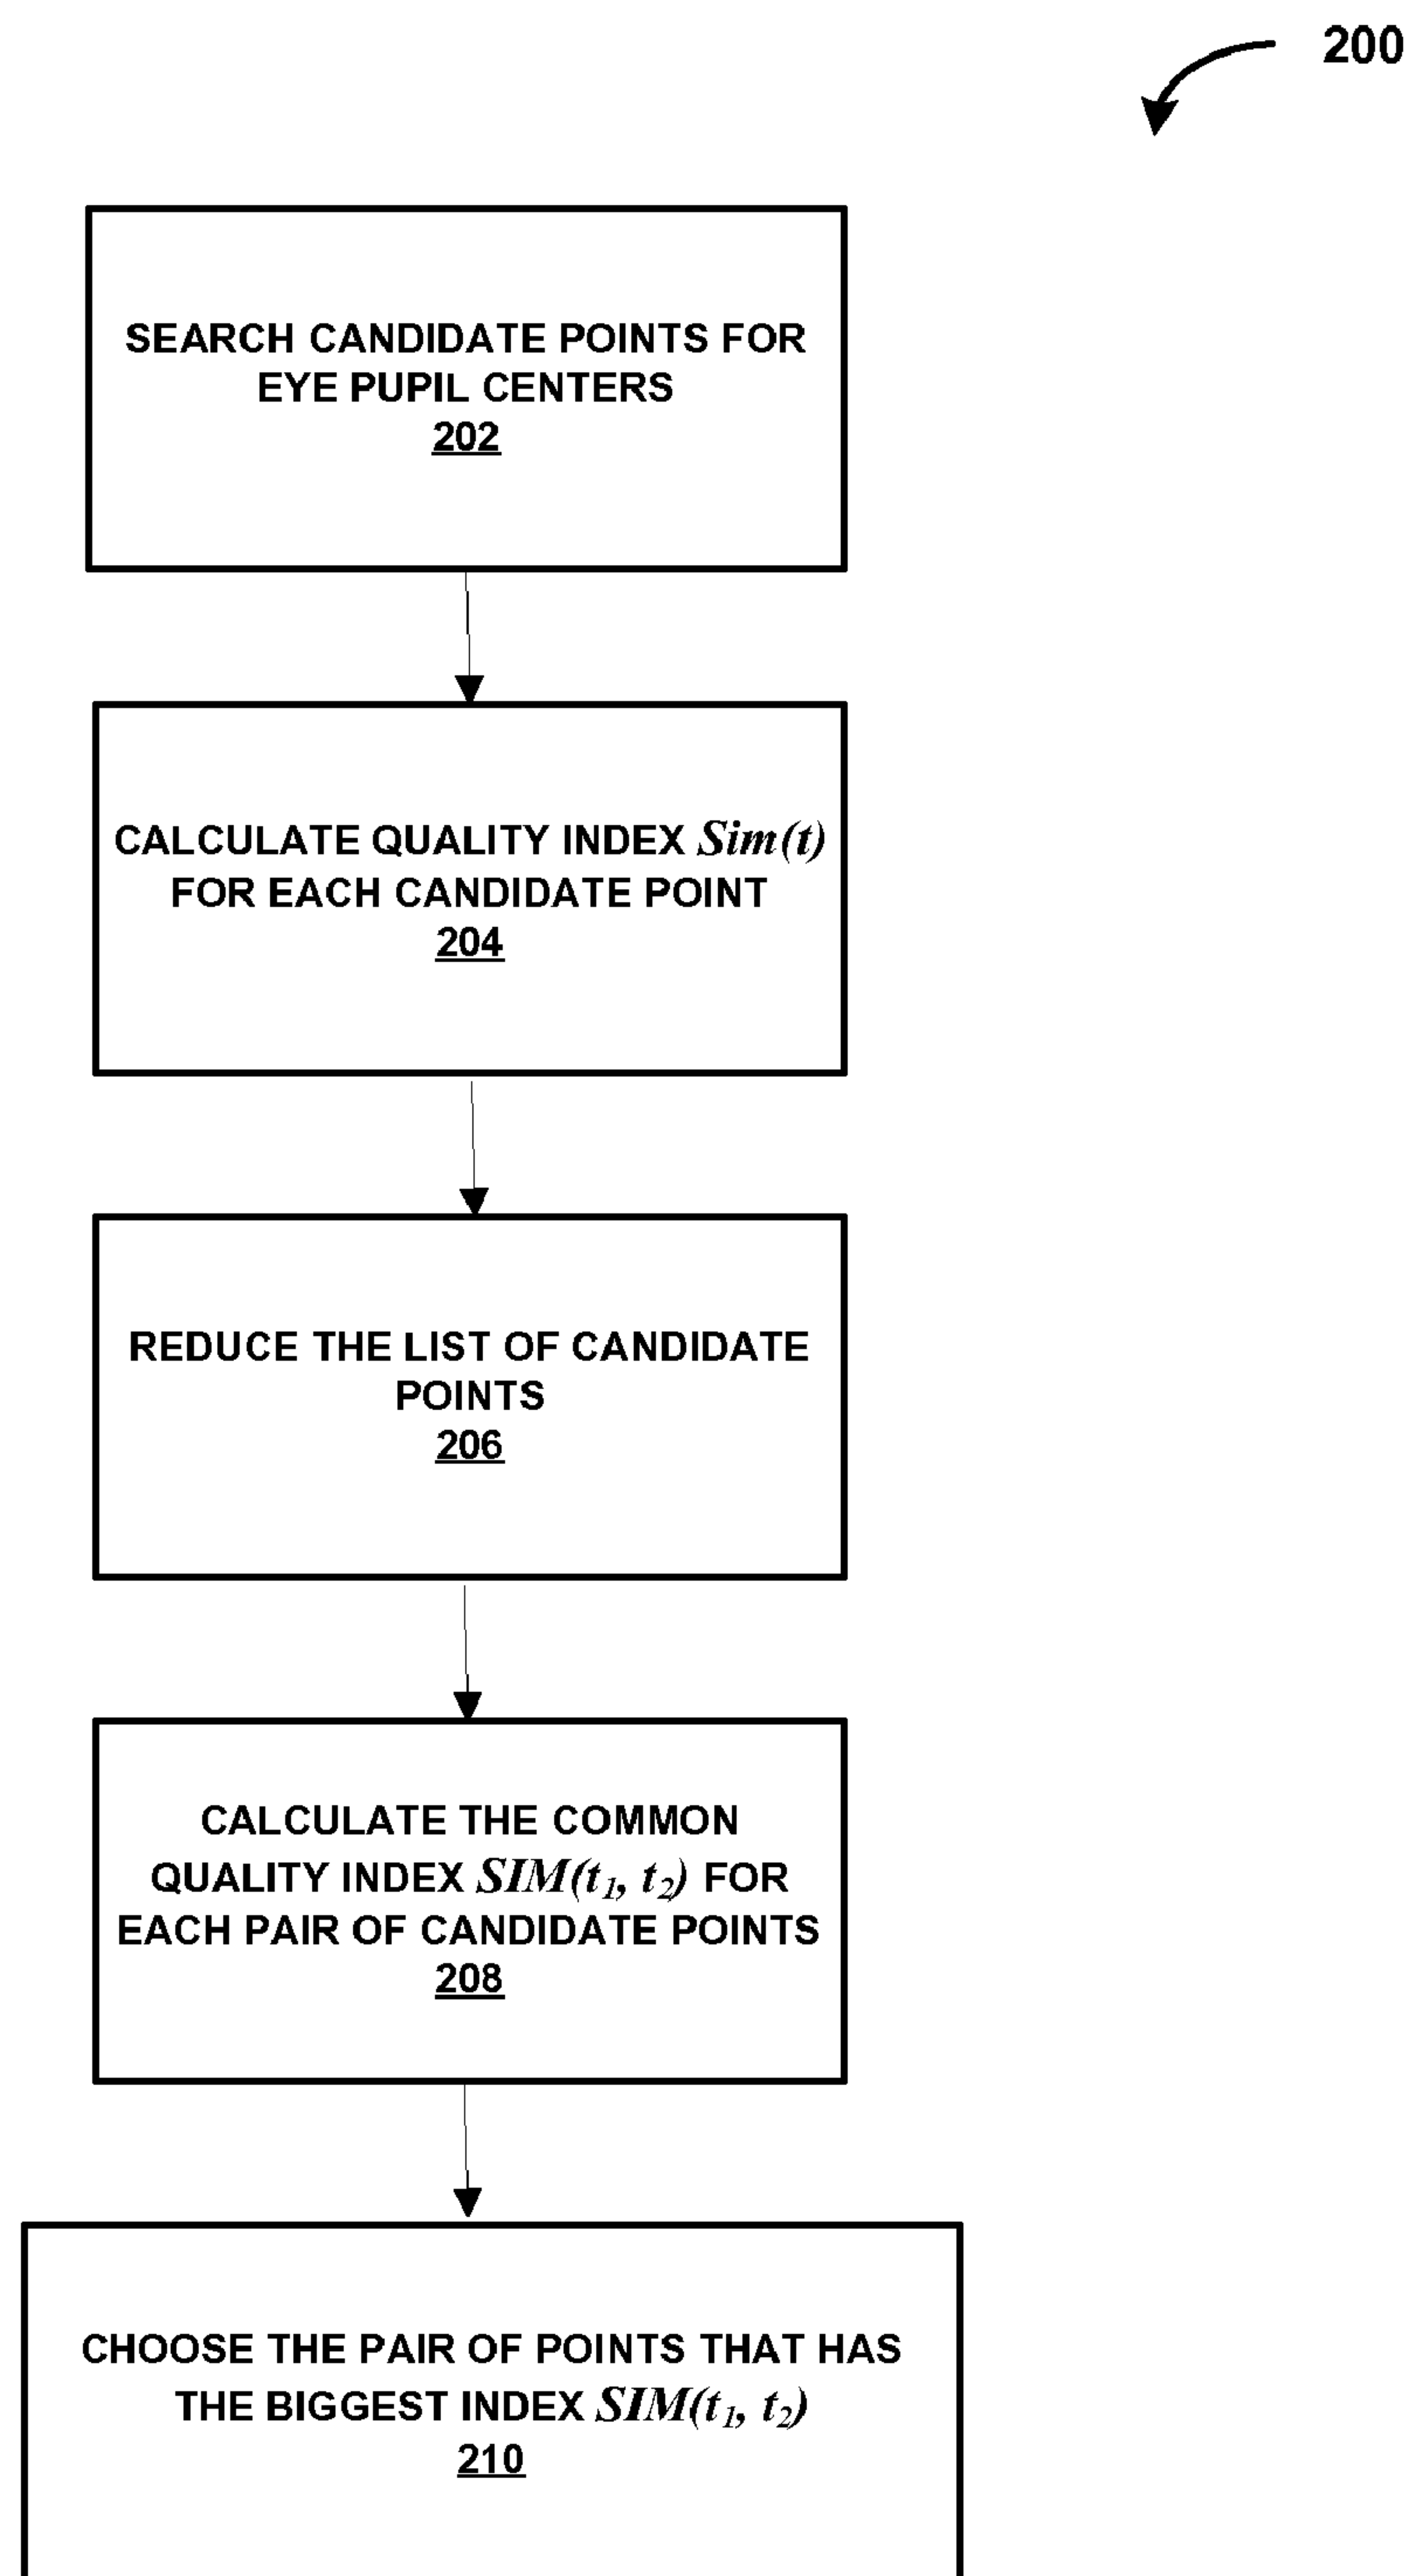 200
SEARCH CANDIDATE POINTS FOR
EYE PUPIL CENTERS
202
CALCULATE QUALITY INDEX Sim(t)
FOR EACH CANDIDATE POINT
204
REDUCE THE LIST OF CANDIDATE
POINTS
206
CALCULATE THE COMMON
QUALITY INDEX SIM(t₁, t₂) FOR
EACH PAIR OF CANDIDATE POINTS
208
CHOOSE THE PAIR OF POINTS THAT HAS
THE BIGGEST INDEX SIM(t₁, t₂)
210